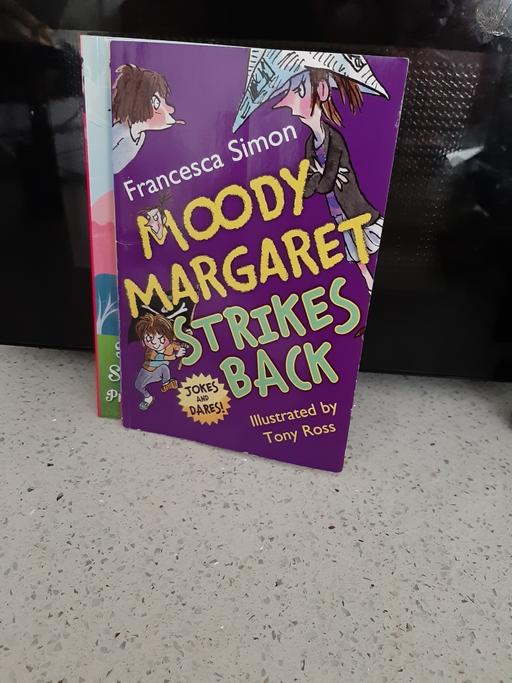 Francesca Simon
MOODY
MARGARET
STRIKES
BACK
JOKES
AND
DARES!
Illustrated by
Tony Ross